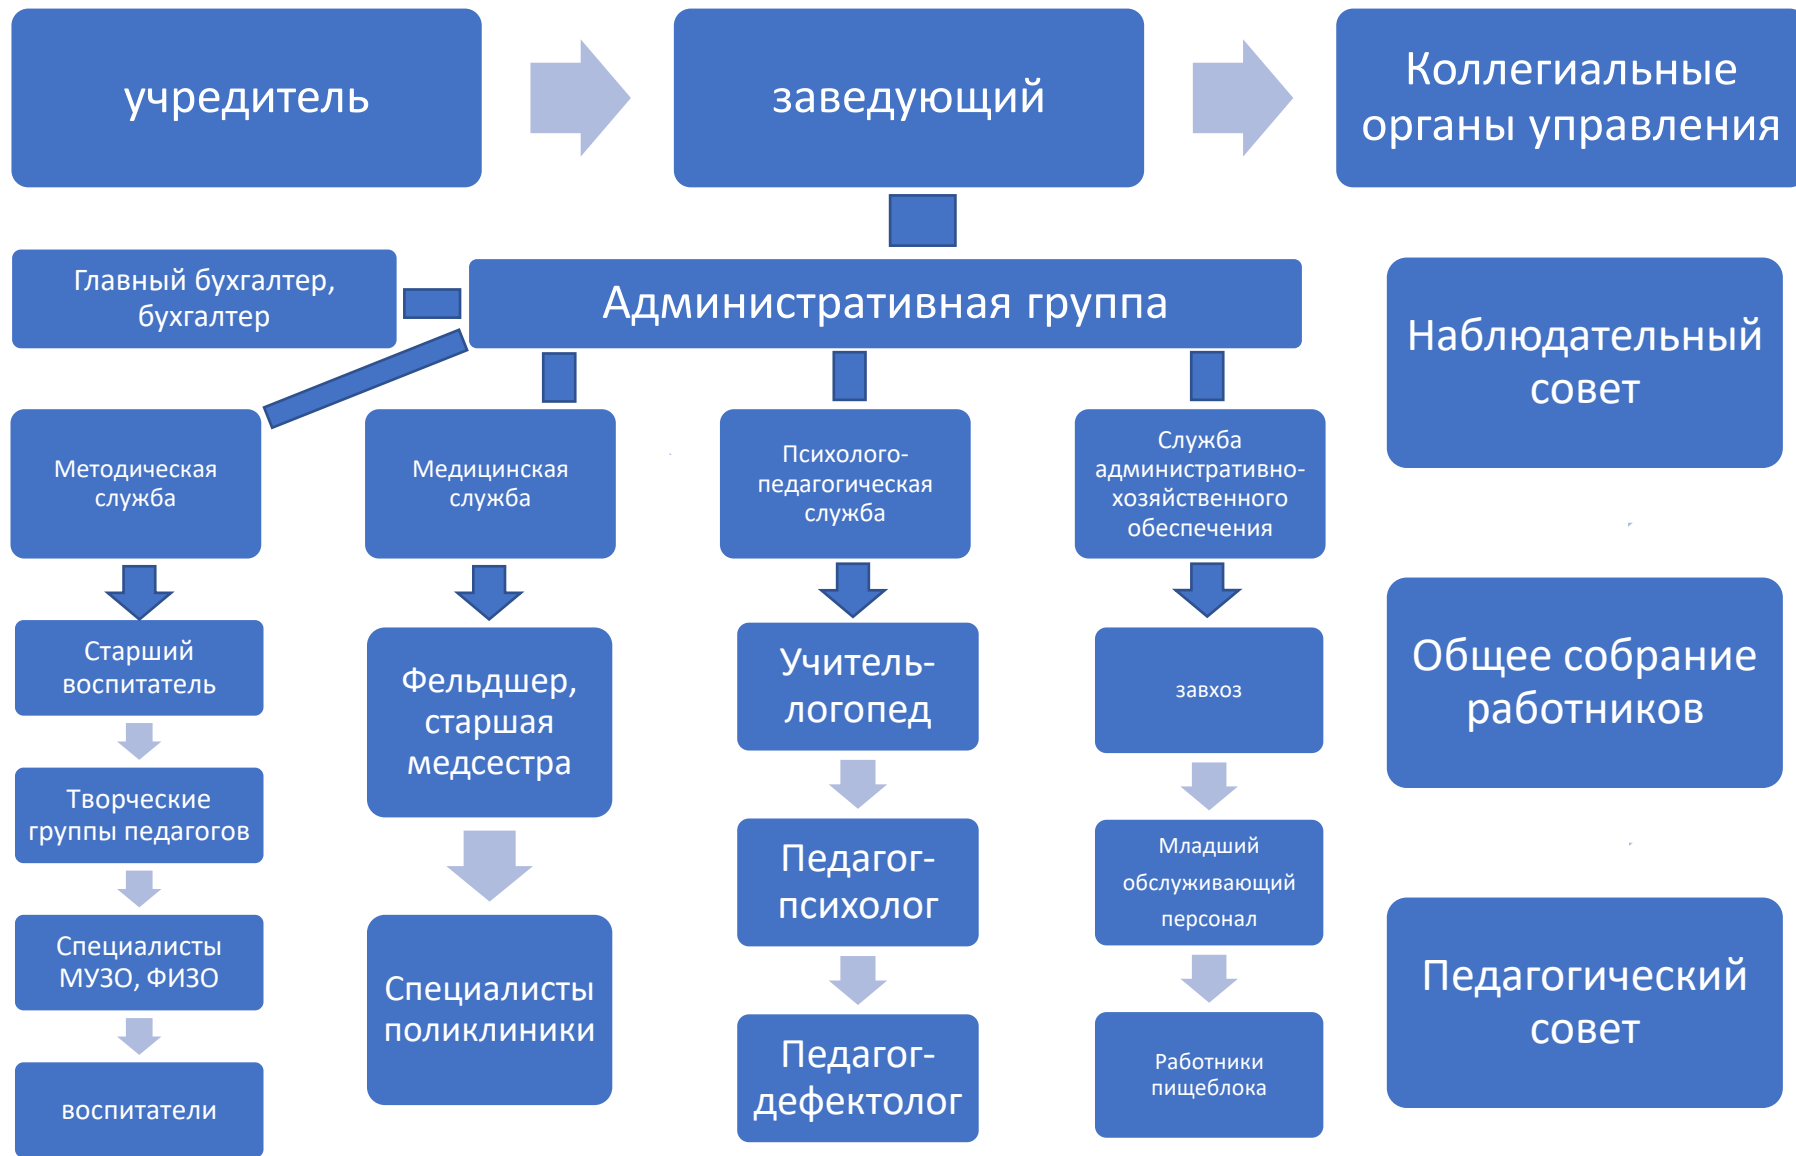 учредитель
заведующий
Коллегиальные
органы управления
Главный бухгалтер,
бухгалтер
Административная группа
Наблюдательный
совет
Методическая
служба
Медицинская
служба
Психолого-
педагогическая
служба
Служба
административно-
хозяйственного
обеспечения
Старший
воспитатель
Творческие
группы педагогов
Специалисты
МУЗО, ФИЗО
воспитатели
Фельдшер,
старшая
медсестра
Специалисты
поликлиники
Учитель-
логопед
Педагог-
психолог
Педагог-
дефектолог
завхоз
Младший
обслуживающий
персонал
Работники
пищеблока
Общее собрание
работников
Педагогический
совет